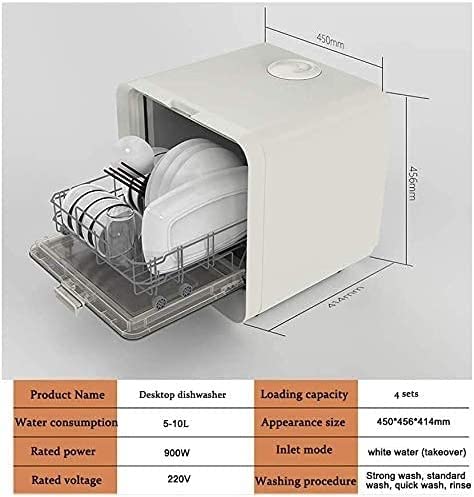 450mm
456mm
414mm
Product Name Desktop dishwasher Loading capacity 4 sets
Water consumption 5-10L Appearance size 450*456*414mm
Rated power 900W Inlet mode white water (takeover)
Rated voltage 220V Washing procedure Strong wash, standard
wash, quick wash, rinse